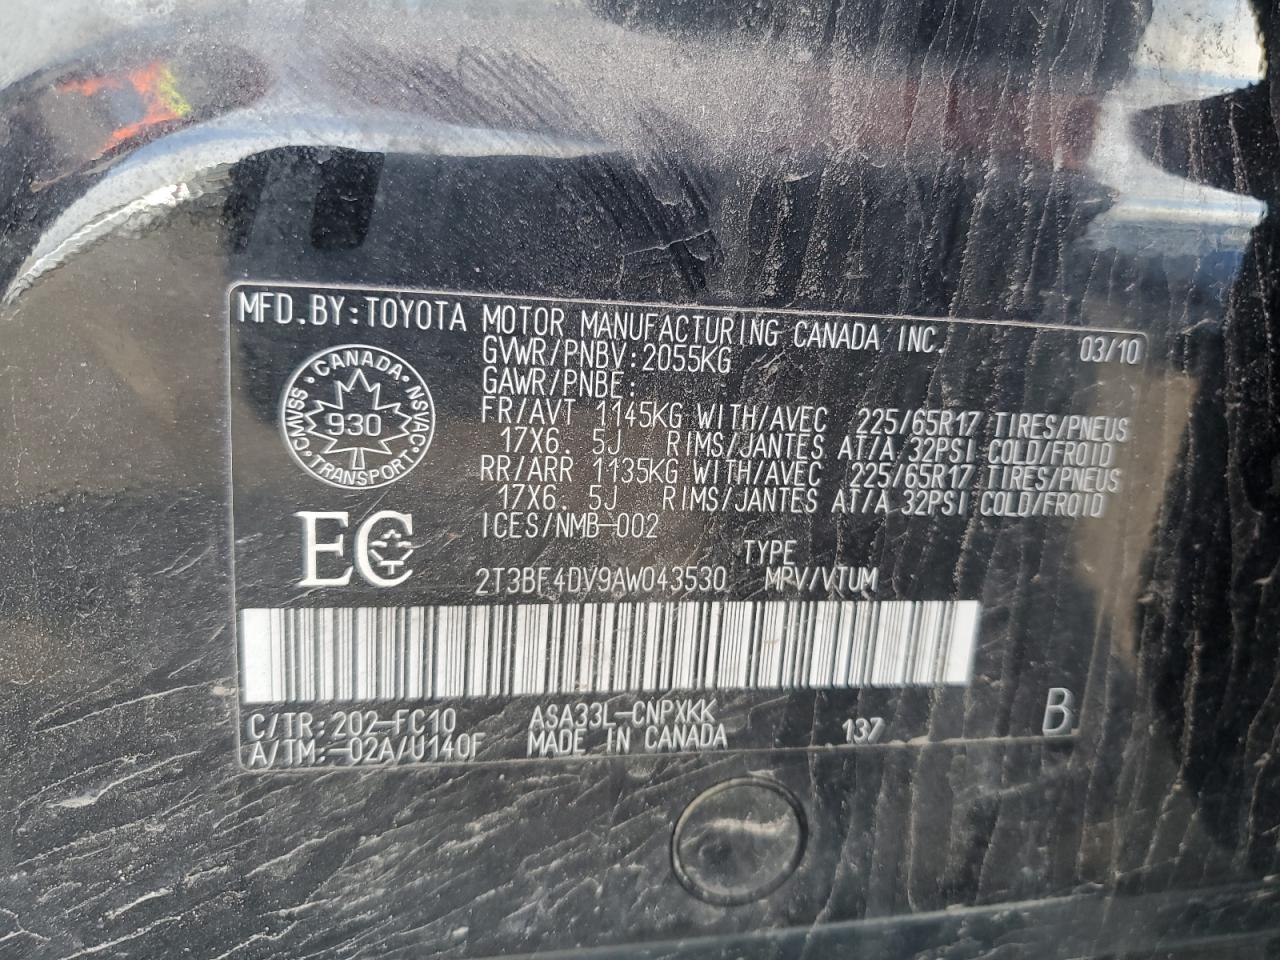 MFD.BY:TOYOTA MOTOR MANUFACTURING CANADA INC. 03/10
GVWR/PNBV:2055KG
GAWR/PNBE:
FR/AVT 1145KG WITH/AVEC 225/65R17 TIRES/PNEUS
17X6. 5J RIMS/JANTES AT/A 32PSI COLD/FROID
RR/ARR 1135KG WITH/AVEC 225/65R17 TIRES/PNEUS
17X6. 5J RIMS/JANTES AT/A 32PSI COLD/FROID
ICES/NMB-002
CMVSS · CANADA · NSVAC
930
TRANSPORT
EC
TYPE
2T3BF4DV9AW043530 MPV/VTUM
C/TR:202-FC10 ASA33L-CNPXKK
A/TM:-02A/U140F MADE IN CANADA 137 B